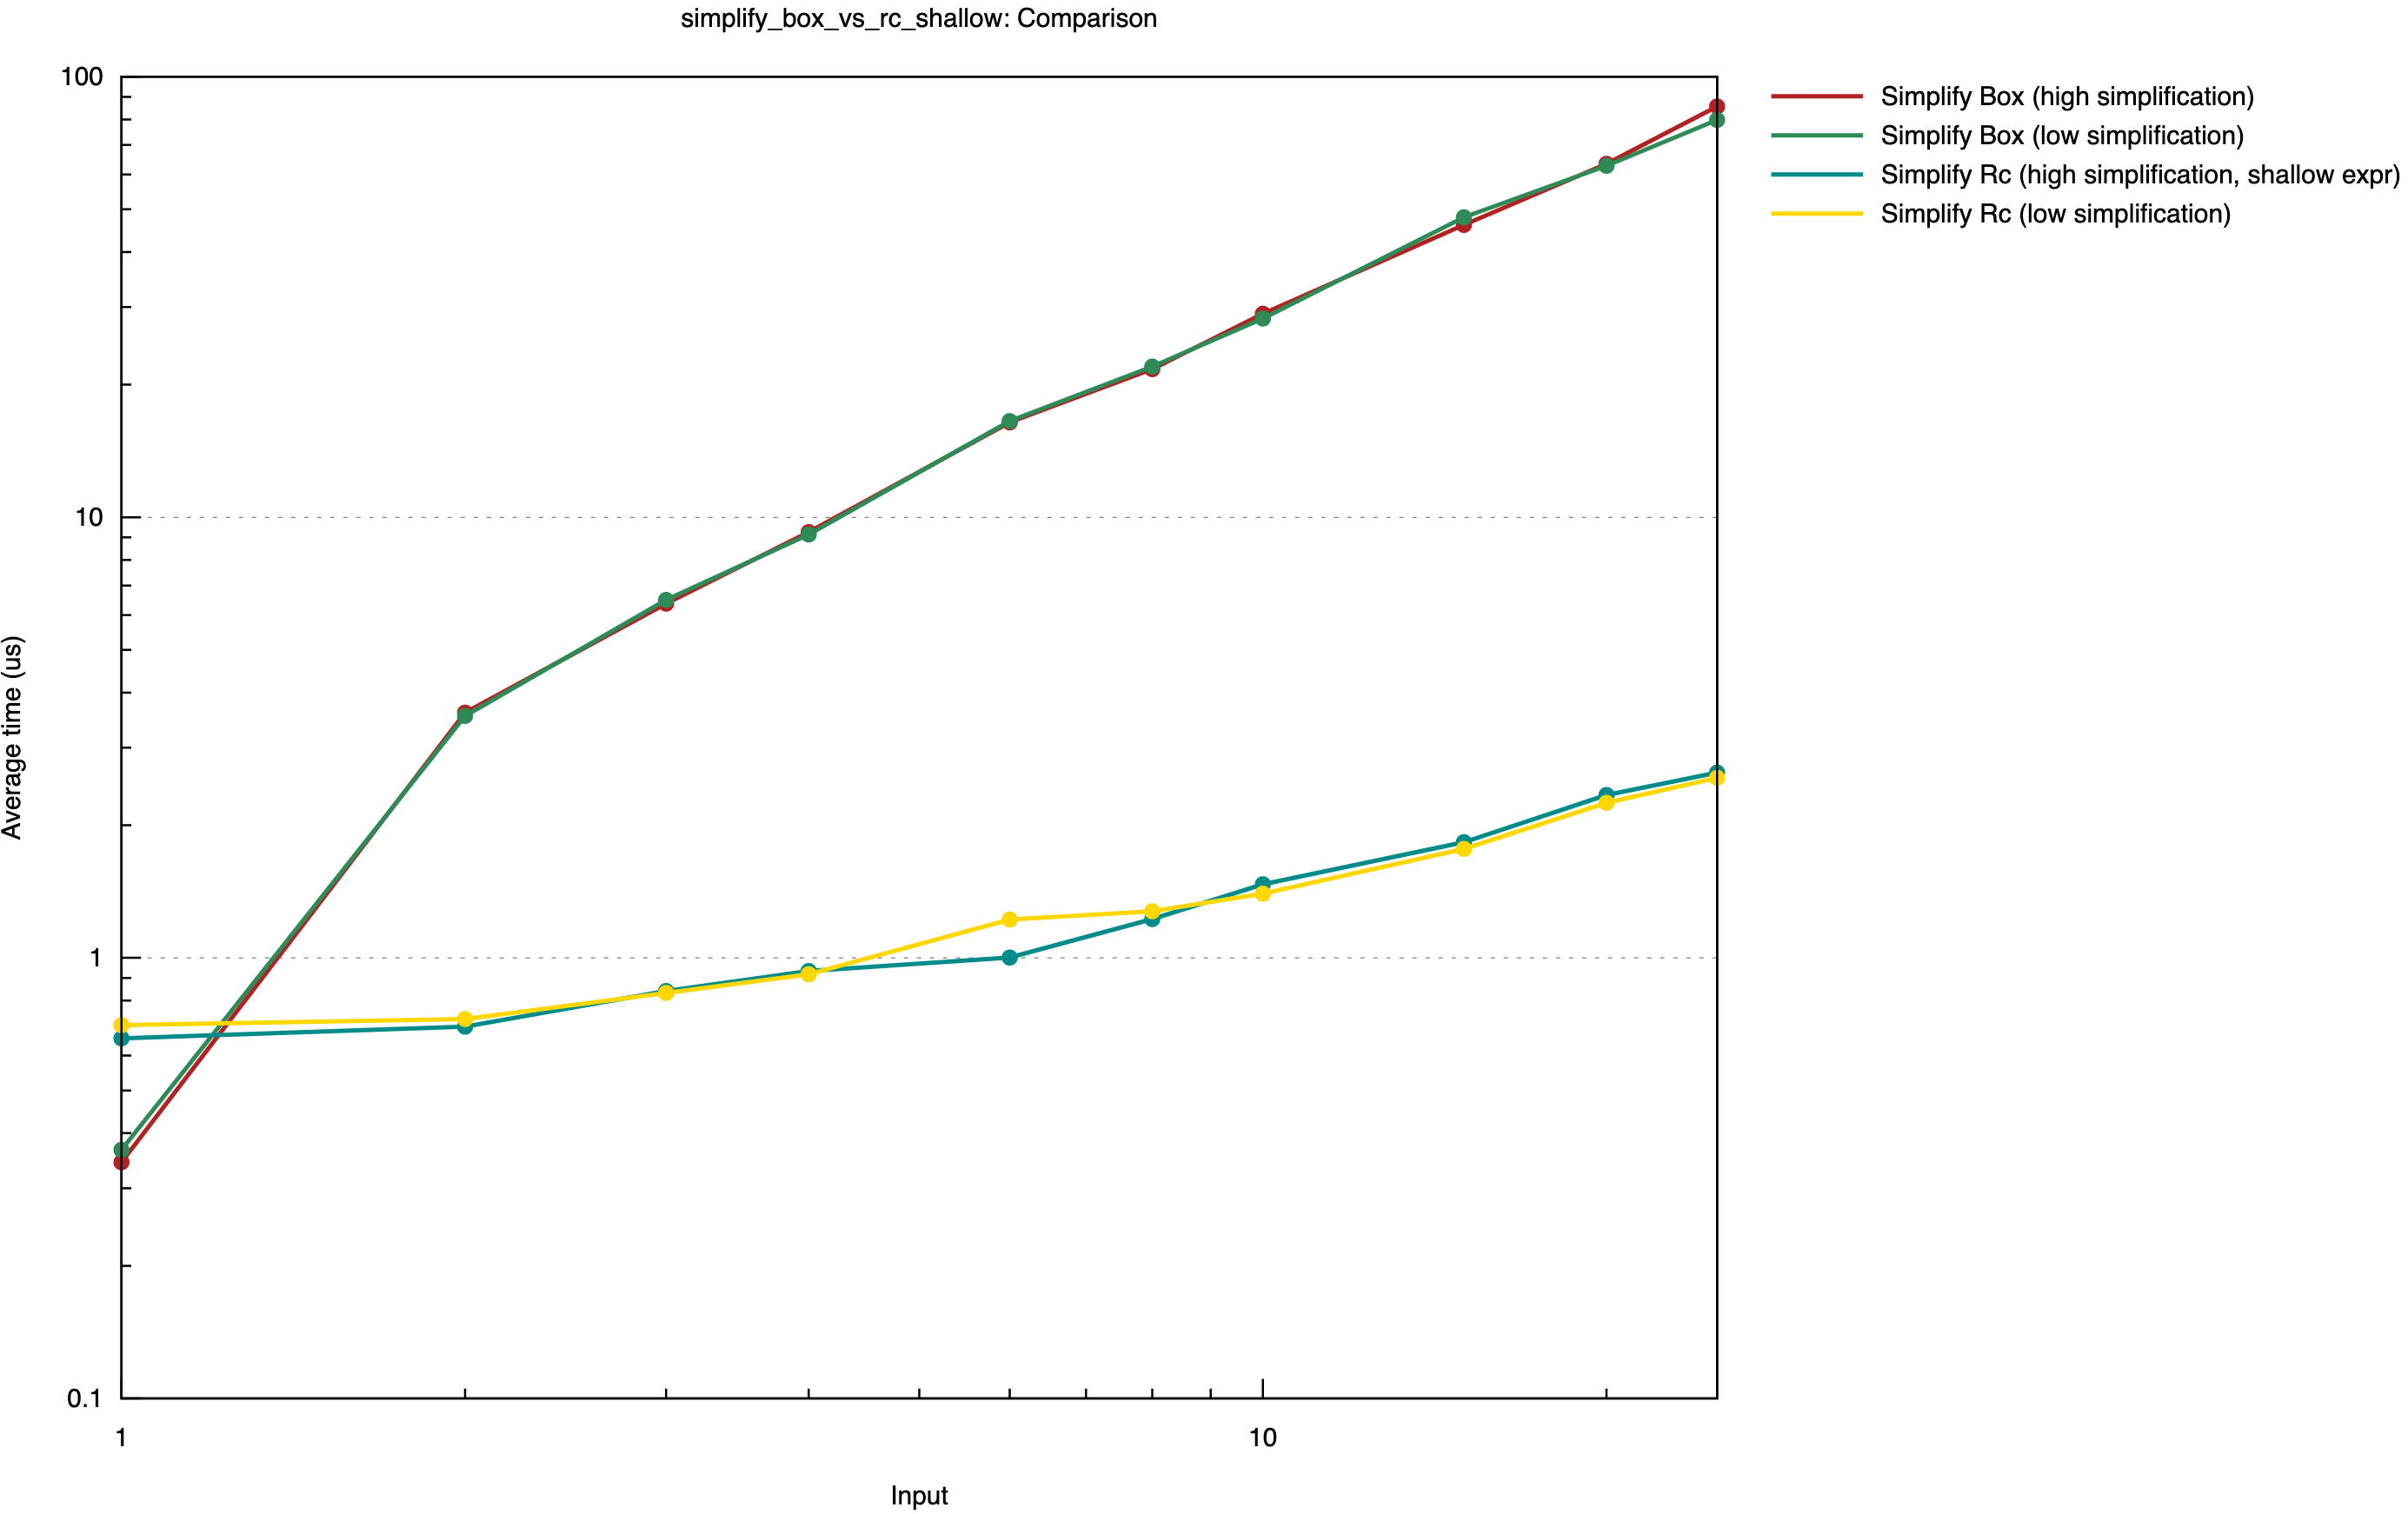 simplify_box_vs_rc_shallow: Comparison
100
10
1
0.1
Average time (us)
1
10
Input
Simplify Box (high simplification)
Simplify Box (low simplification)
Simplify Rc (high simplification, shallow expr)
Simplify Rc (low simplification)